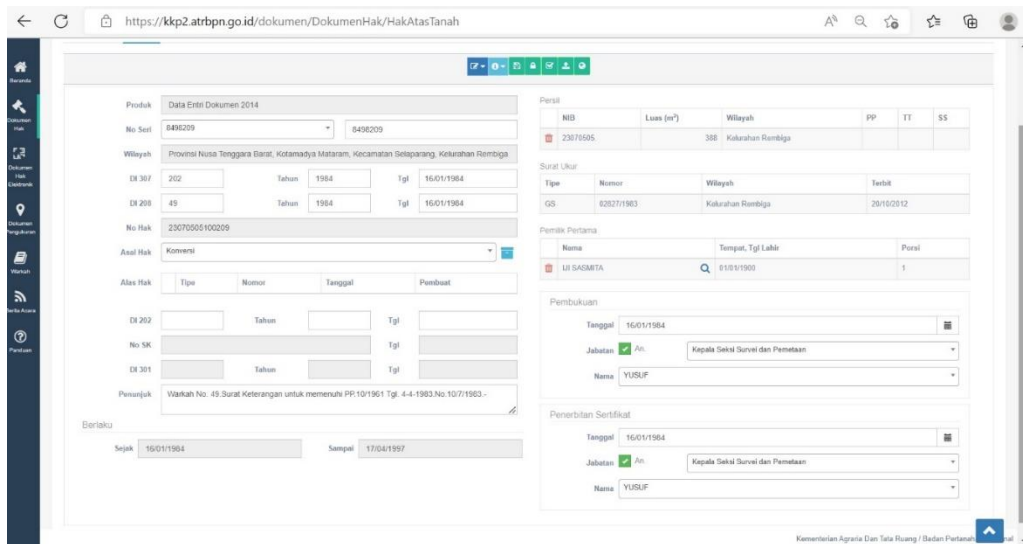 https://kkp2.atrbpn.go.id/dokumen/DokumenHak/HakAtasTanah
Beranda
Dokumen Hak
Dokumen Hak Elektronik
Dokumen Pengukuran
Warkah
Berita Acara
Panduan
Produk Data Entri Dokumen 2014
No Seri 8498209 8498209
Wilayah Provinsi Nusa Tenggara Barat, Kotamadya Mataram, Kecamatan Selaparang, Kelurahan Rembiga
DI 307 202 Tahun 1984 Tgl 16/01/1984
DI 208 49 Tahun 1984 Tgl 16/01/1984
No Hak 23070505100209
Asal Hak Konversi
Alas Hak Tipe Nomor Tanggal Pembuat
DI 202 Tahun Tgl
No SK Tgl
DI 301 Tahun Tgl
Penunjuk Warkah No. 49.Surat Keterangan untuk memenuhi PP.10/1961 Tgl. 4-4-1983.No.10/7/1983.-
Berlaku
Sejak 16/01/1984 Sampai 17/04/1997
Persil
NIB Luas (m²) Wilayah PP TT SS
23070505. 388 Kelurahan Rembiga
Surat Ukur
Tipe Nomor Wilayah Terbit
GS 02827/1983 Kelurahan Rembiga 20/10/2012
Pemilik Pertama
Nama Tempat, Tgl Lahir Porsi
SASMITA 01/01/1900 1
Pembukuan
Tanggal 16/01/1984
Jabatan An. Kepala Seksi Survei dan Pemetaan
Nama YUSUF
Penerbitan Sertifikat
Tanggal 16/01/1984
Jabatan An. Kepala Seksi Survei dan Pemetaan
Nama YUSUF
Kementerian Agraria Dan Tata Ruang / Badan Pertanah